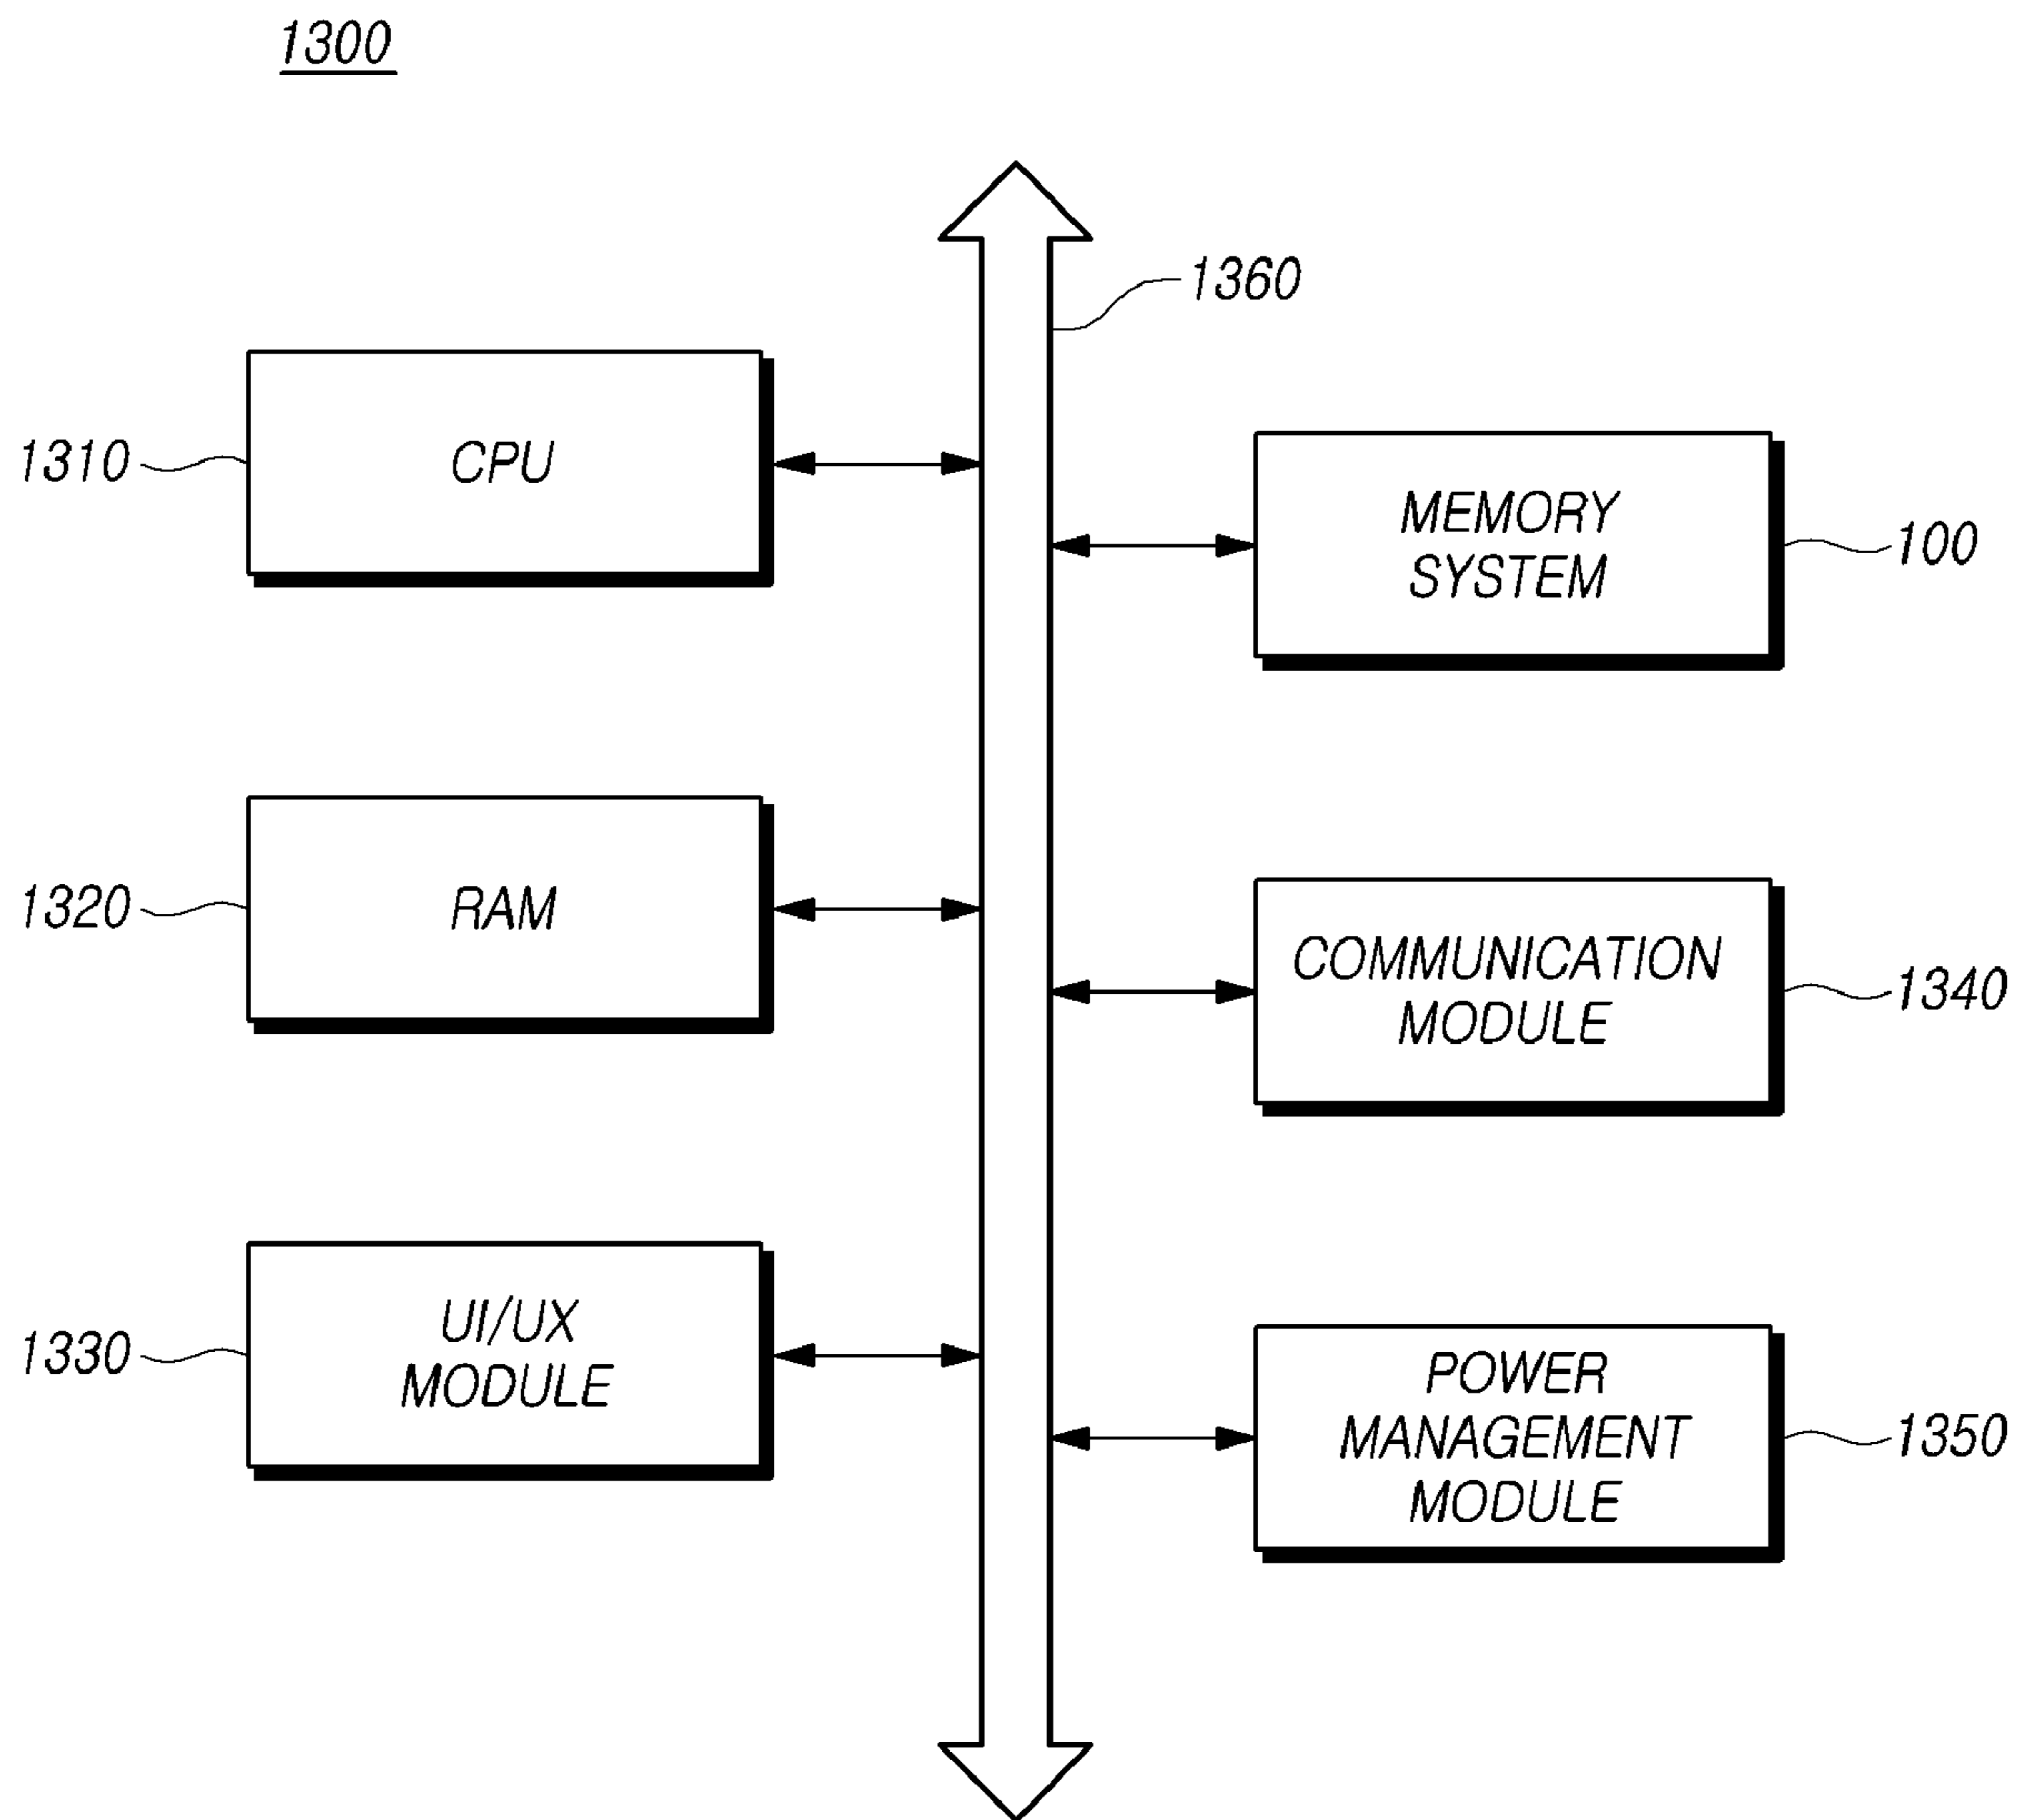 1300
1360
1310
CPU
MEMORY
SYSTEM
100
1320
RAM
COMMUNICATION
MODULE
1340
1330
UI/UX
MODULE
POWER
MANAGEMENT
MODULE
1350